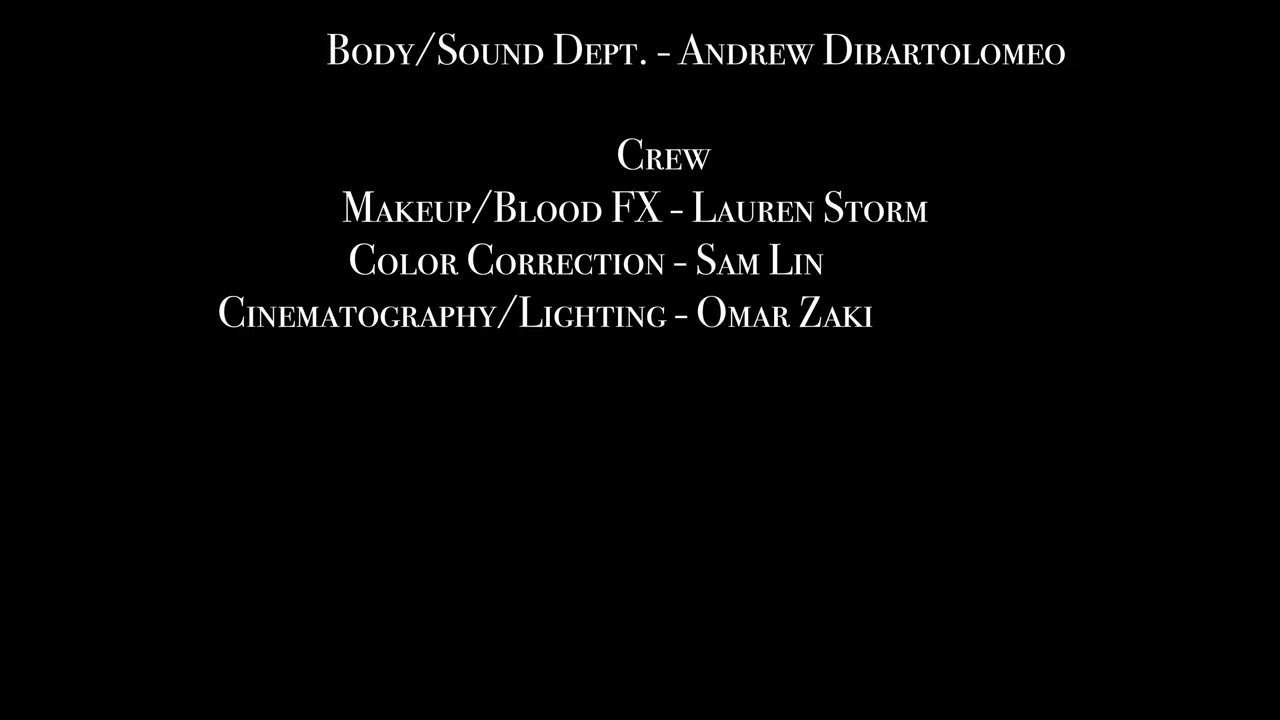 Body/Sound Dept. - Andrew Dibartolomeo
Crew
Makeup/Blood FX - Lauren Storm
Color Correction - Sam Lin
Cinematography/Lighting - Omar Zaki